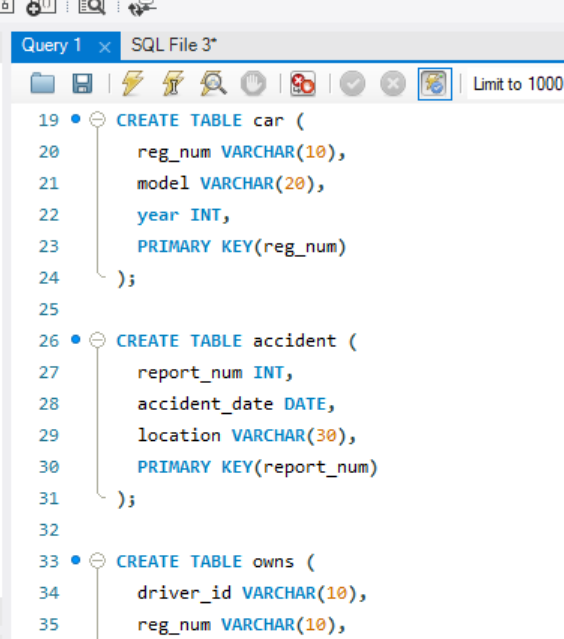 Query 1 SQL File 3*
Limit to 1000
19 CREATE TABLE car (
20 reg_num VARCHAR(10),
21 model VARCHAR(20),
22 year INT,
23 PRIMARY KEY(reg_num)
24 );
25
26 CREATE TABLE accident (
27 report_num INT,
28 accident_date DATE,
29 location VARCHAR(30),
30 PRIMARY KEY(report_num)
31 );
32
33 CREATE TABLE owns (
34 driver_id VARCHAR(10),
35 reg_num VARCHAR(10),